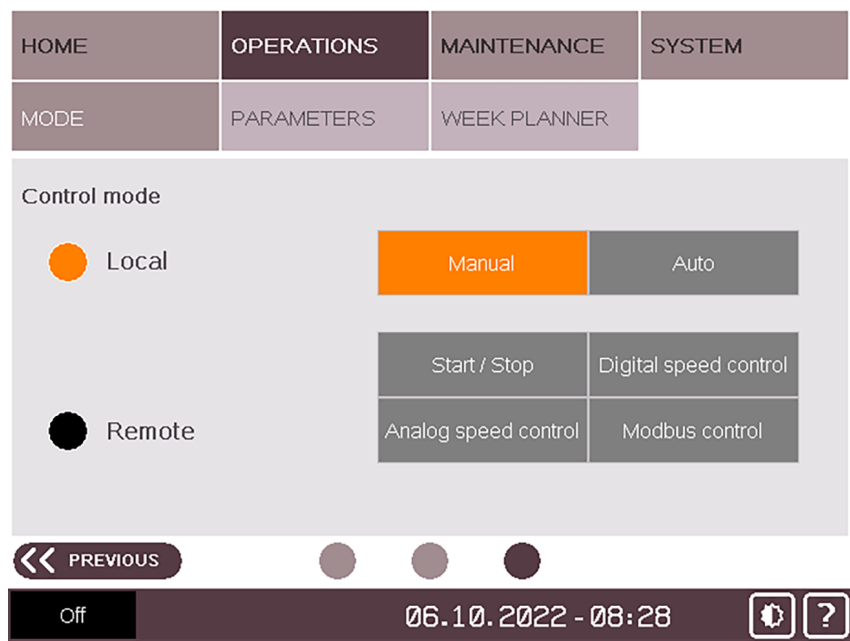 HOME OPERATIONS MAINTENANCE SYSTEM
MODE PARAMETERS WEEK PLANNER
Control mode
Local Manual Auto
Start / Stop Digital speed control
Remote Analog speed control Modbus control
PREVIOUS
Off 06.10.2022 - 08:28 ?